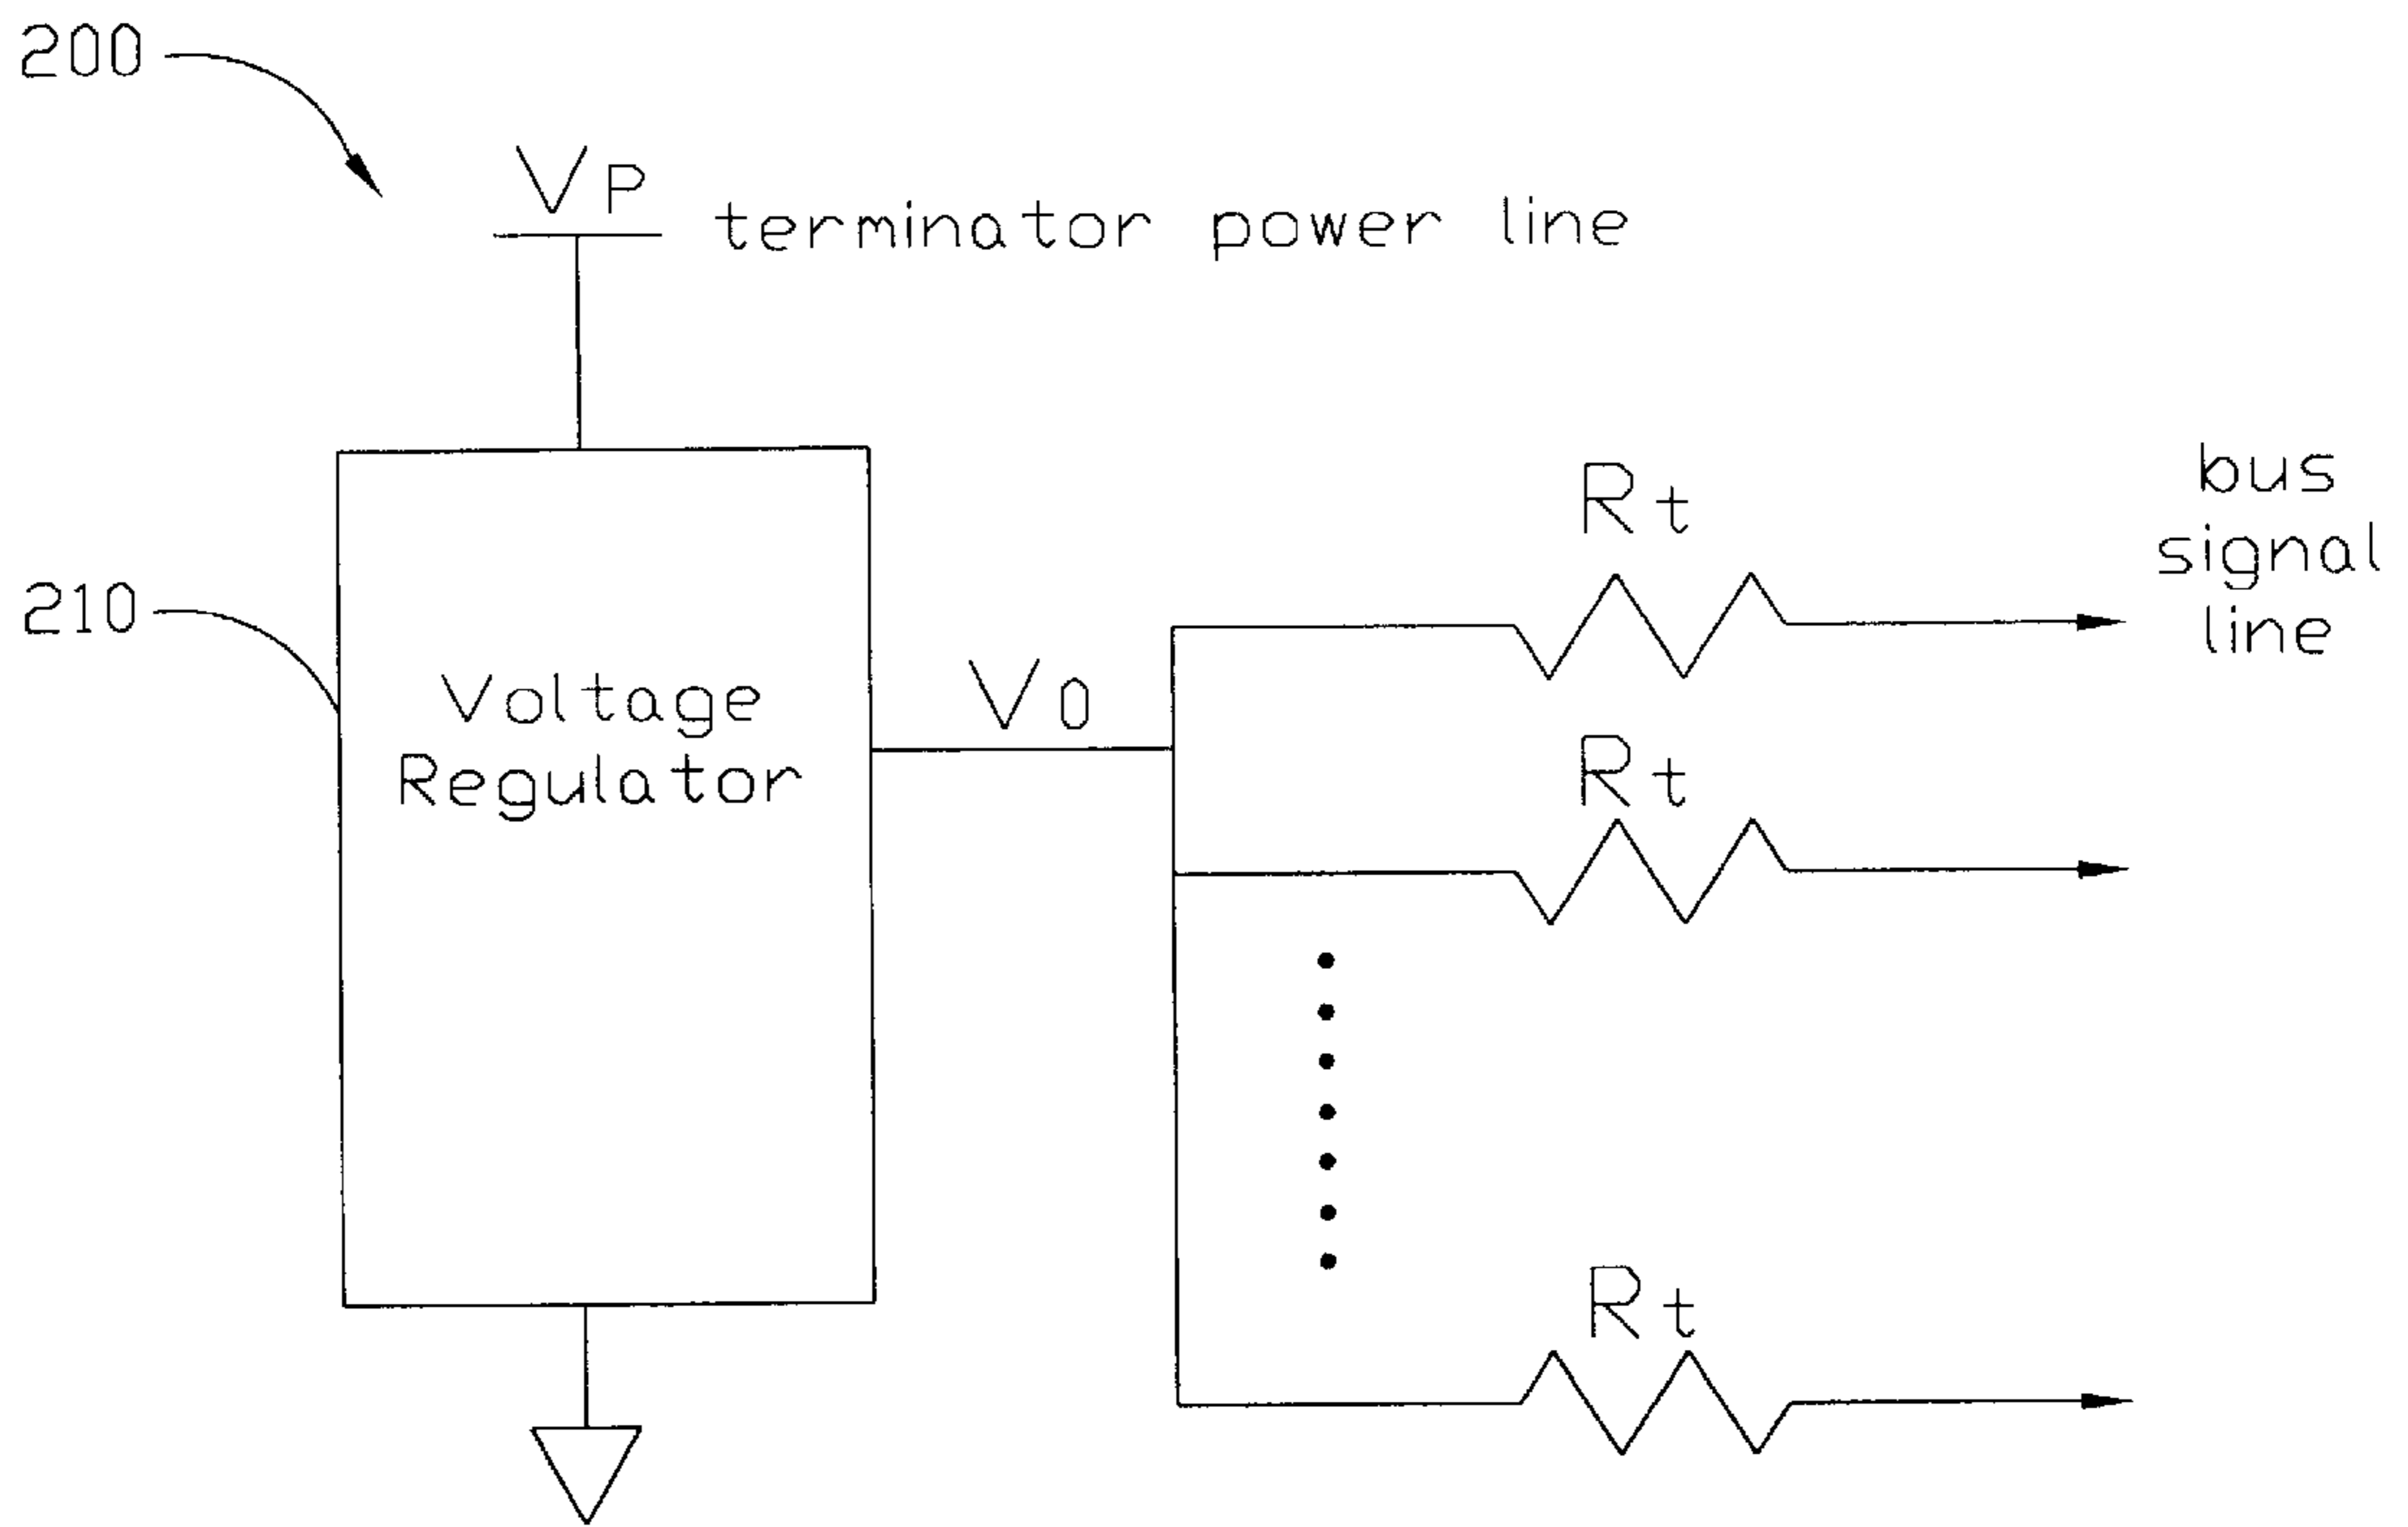 200
VP
terminator power line
Rt
bus
signal
line
210
Voltage
Regulator
V0
Rt
Rt